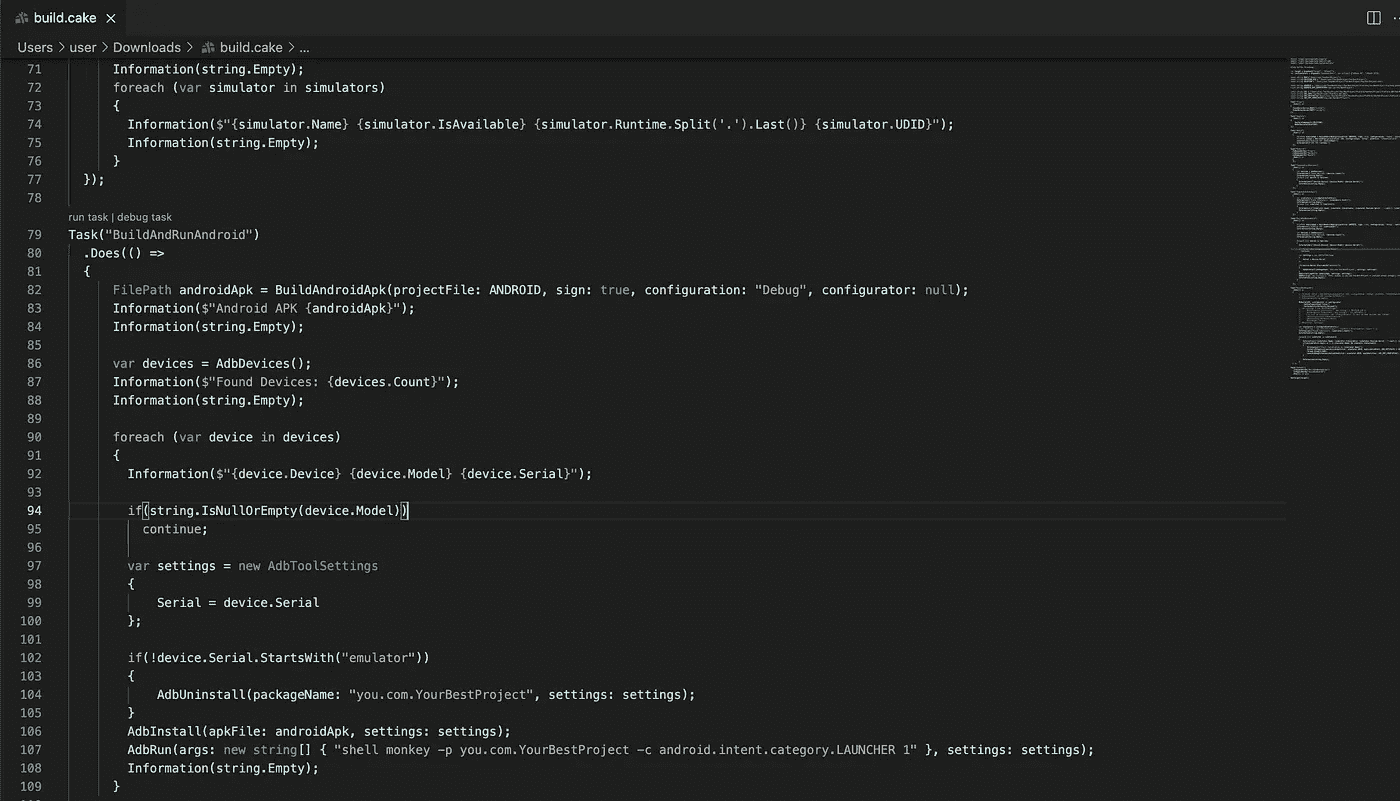 build.cake
Users > user > Downloads > build.cake > ...
71 Information(string.Empty);
72 foreach (var simulator in simulators)
73 {
74 Information($"{simulator.Name} {simulator.IsAvailable} {simulator.Runtime.Split('.').Last()} {simulator.UDID}");
75 Information(string.Empty);
76 }
77 });
78
run task | debug task
79 Task("BuildAndRunAndroid")
80 .Does(() =>
81 {
82 FilePath androidApk = BuildAndroidApk(projectFile: ANDROID, sign: true, configuration: "Debug", configurator: null);
83 Information($"Android APK {androidApk}");
84 Information(string.Empty);
85
86 var devices = AdbDevices();
87 Information($"Found Devices: {devices.Count}");
88 Information(string.Empty);
89
90 foreach (var device in devices)
91 {
92 Information($"{device.Device} {device.Model} {device.Serial}");
93
94 if(string.IsNullOrEmpty(device.Model))
95 continue;
96
97 var settings = new AdbToolSettings
98 {
99 Serial = device.Serial
100 };
101
102 if(!device.Serial.StartsWith("emulator"))
103 {
104 AdbUninstall(packageName: "you.com.YourBestProject", settings: settings);
105 }
106 AdbInstall(apkFile: androidApk, settings: settings);
107 AdbRun(args: new string[] { "shell monkey -p you.com.YourBestProject -c android.intent.category.LAUNCHER 1" }, settings: settings);
108 Information(string.Empty);
109 }